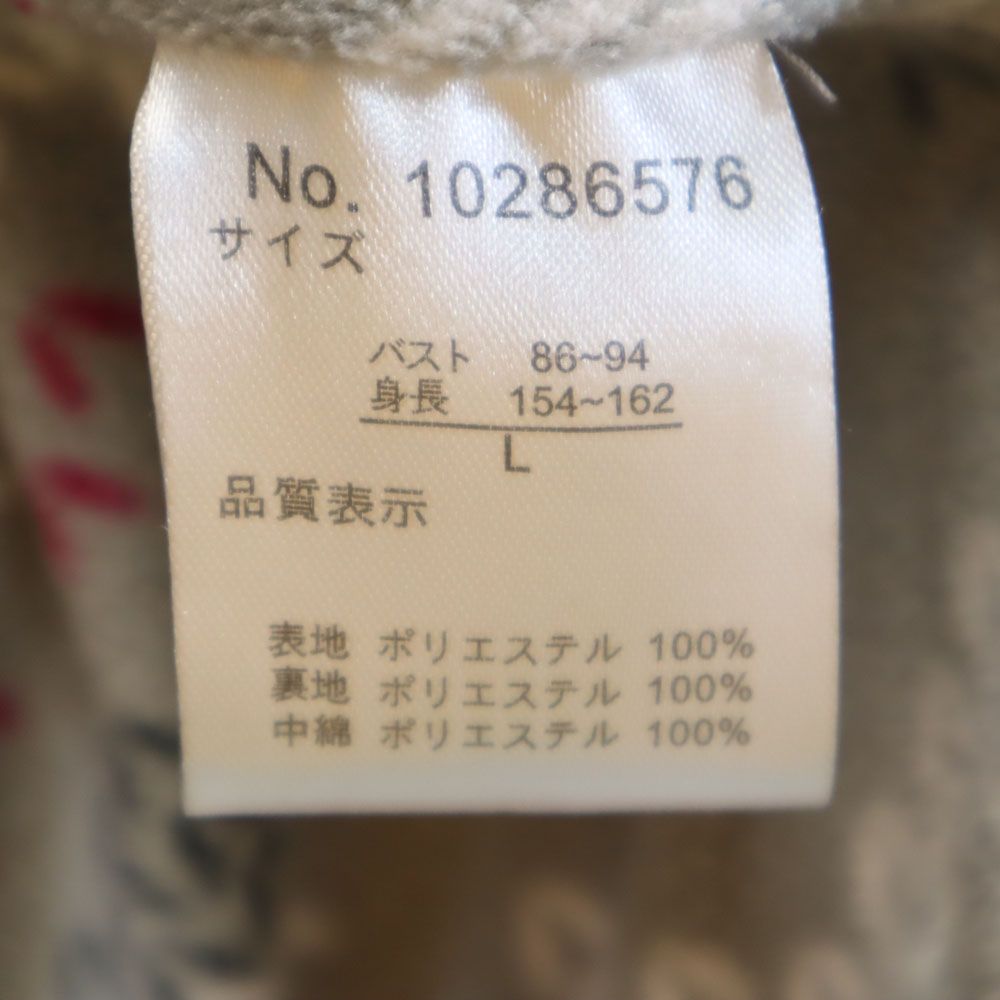 No. 10286576
サイズ
バスト 86~94
身長 154~162
L
品質表示
表地 ポリエステル 100%
裏地 ポリエステル 100%
中綿 ポリエステル 100%